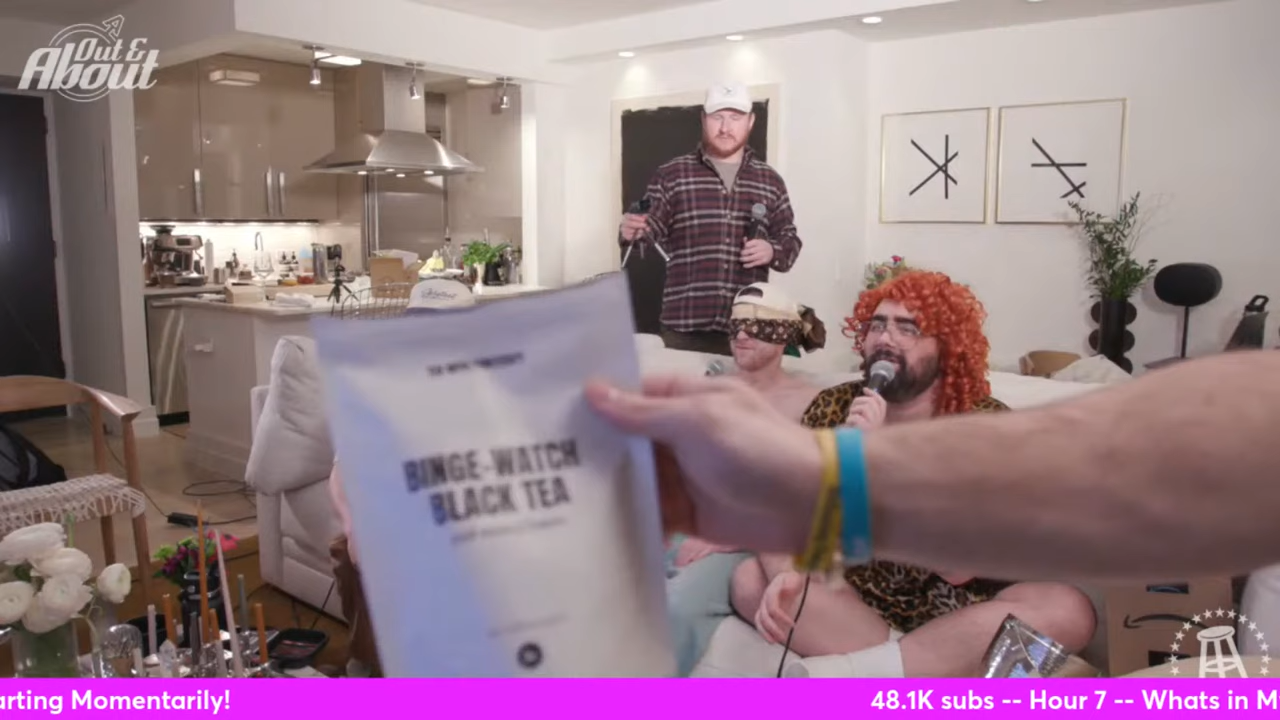 Out &
About
BINGE-WATCH
BLACK TEA
arting Momentarily!
48.1K subs -- Hour 7 -- Whats in M